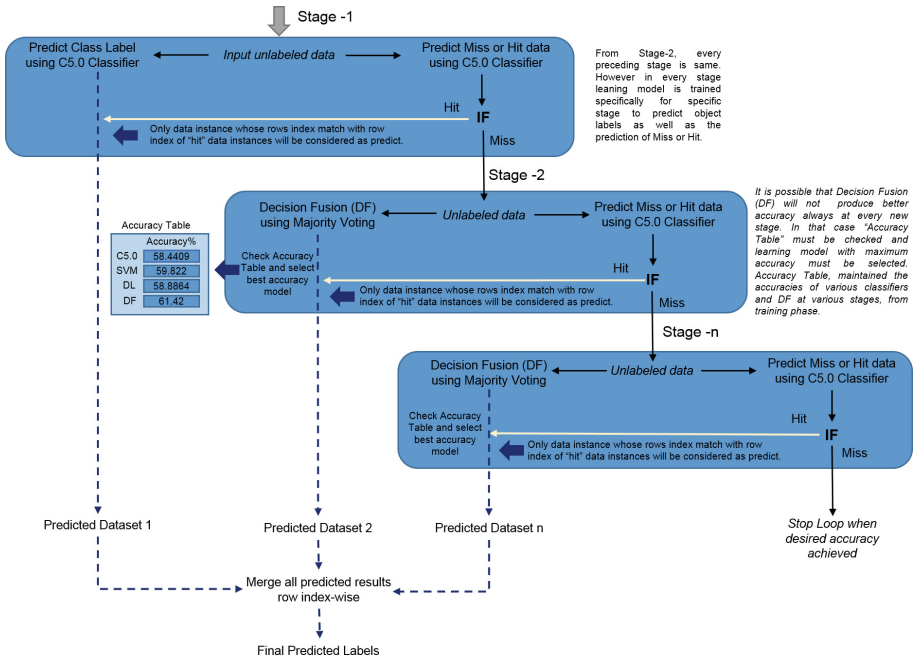 Stage -1
Predict Class Label
using C5.0 Classifier
Input unlabeled data
Predict Miss or Hit data
using C5.0 Classifier
Hit
IF
Miss
Only data instance whose rows index match with row
index of “hit” data instances will be considered as predict.
From Stage-2, every
preceding stage is same.
However in every stage
leaning model is trained
specifically for specific
stage to predict object
labels as well as the
prediction of Miss or Hit.
Stage -2
Decision Fusion (DF)
using Majority Voting
Unlabeled data
Predict Miss or Hit data
using C5.0 Classifier
Check Accuracy
Table and select
best accuracy
model
Hit
IF
Miss
Only data instance whose rows index match with row
index of “hit” data instances will be considered as predict.
It is possible that Decision Fusion
(DF) will not produce better
accuracy always at every new
stage. In that case “Accuracy
Table” must be checked and
learning model with maximum
accuracy must be selected.
Accuracy Table, maintained the
accuracies of various classifiers
and DF at various stages, from
training phase.
Accuracy Table
Accuracy%
C5.0 58.4409
SVM 59.822
DL 58.8864
DF 61.42
Stage -n
Decision Fusion (DF)
using Majority Voting
Unlabeled data
Predict Miss or Hit data
using C5.0 Classifier
Check Accuracy
Table and select
best accuracy
model
Hit
IF
Miss
Only data instance whose rows index match with row
index of “hit” data instances will be considered as predict.
Predicted Dataset 1
Predicted Dataset 2
Predicted Dataset n
Stop Loop when
desired accuracy
achieved
Merge all predicted results
row index-wise
Final Predicted Labels